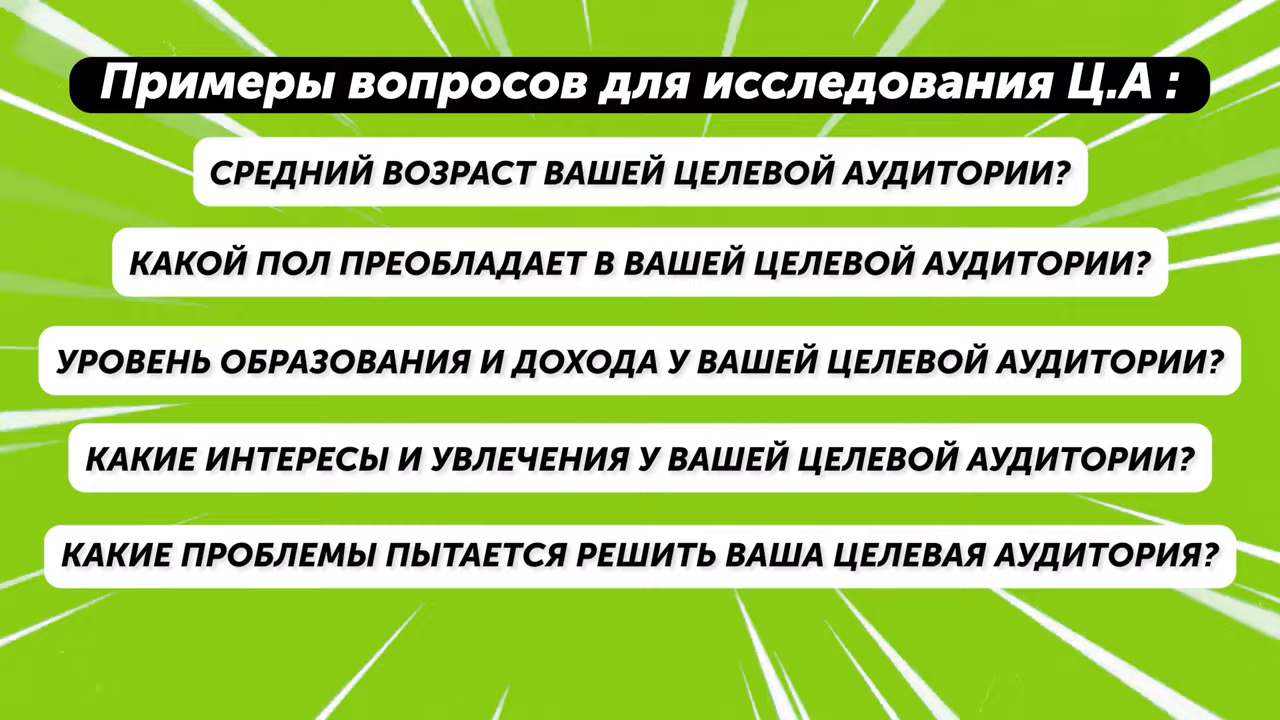 Примеры вопросов для исследования Ц.А :
СРЕДНИЙ ВОЗРАСТ ВАШЕЙ ЦЕЛЕВОЙ АУДИТОРИИ?
КАКОЙ ПОЛ ПРЕОБЛАДАЕТ В ВАШЕЙ ЦЕЛЕВОЙ АУДИТОРИИ?
УРОВЕНЬ ОБРАЗОВАНИЯ И ДОХОДА У ВАШЕЙ ЦЕЛЕВОЙ АУДИТОРИИ?
КАКИЕ ИНТЕРЕСЫ И УВЛЕЧЕНИЯ У ВАШЕЙ ЦЕЛЕВОЙ АУДИТОРИИ?
КАКИЕ ПРОБЛЕМЫ ПЫТАЕТСЯ РЕШИТЬ ВАША ЦЕЛЕВАЯ АУДИТОРИЯ?